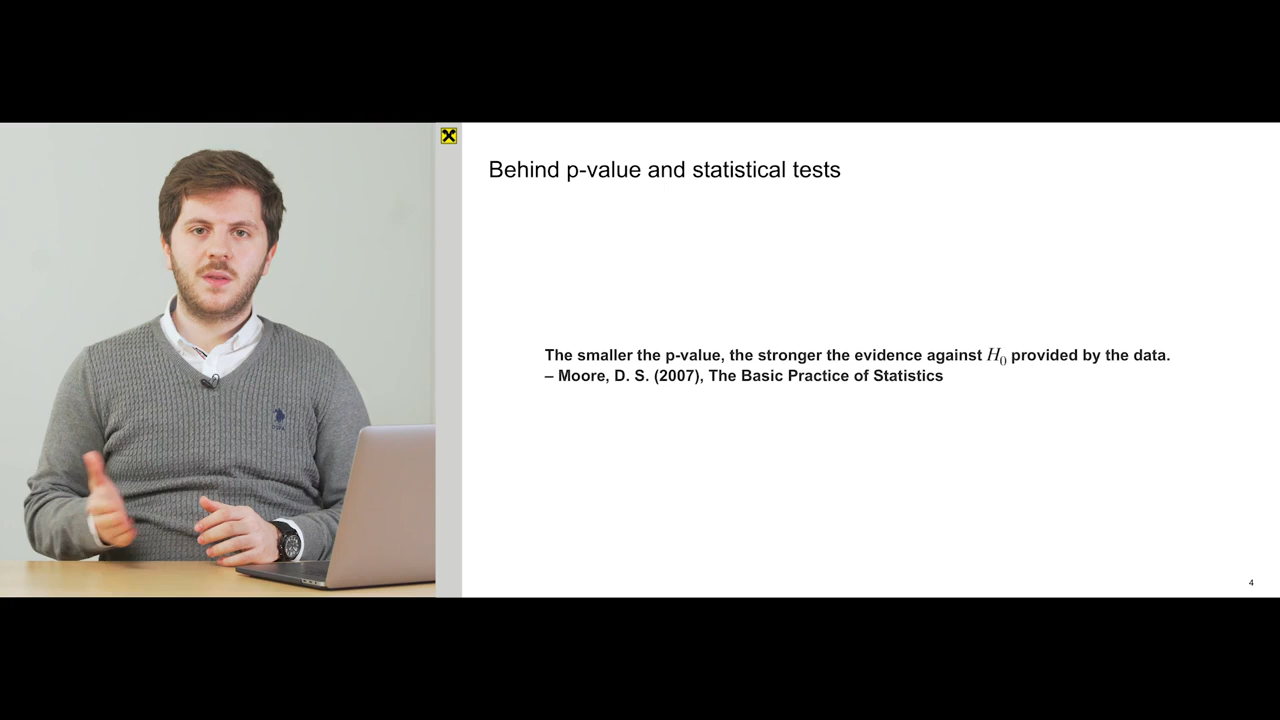 Behind p-value and statistical tests
The smaller the p-value, the stronger the evidence against H₀ provided by the data.
– Moore, D. S. (2007), The Basic Practice of Statistics
4